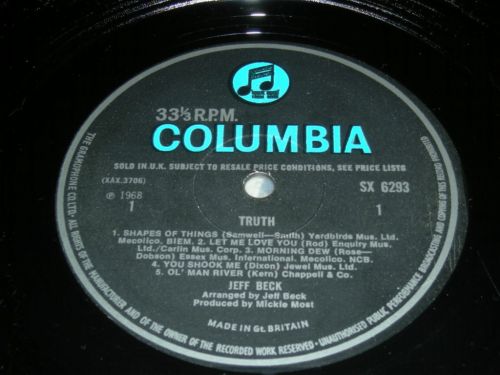 33⅓ R.P.M.
COLUMBIA
SOLD IN U.K. SUBJECT TO RESALE PRICE CONDITIONS, SEE PRICE LISTS
(XAX.3706) SX 6293
℗ 1968
1 1
TRUTH
1. SHAPES OF THINGS (Samwell-Smith) Yardbirds Mus. Ltd.
Mecolico, BIEM. 2. LET ME LOVE YOU (Rod) Enquiry Mus.
Ltd./Carlin Mus. Corp. 3. MORNING DEW (Rose-
Dobson) Essex Mus. International. Mecolico. NCB.
4. YOU SHOOK ME (Dixon) Jewel Mus. Ltd.
5. OL' MAN RIVER (Kern) Chappell & Co.
JEFF BECK
Arranged by Jeff Beck
Produced by Mickie Most
MADE IN Gt. BRITAIN
THE GRAMOPHONE CO. LTD. · ALL RIGHTS OF THE MANUFACTURER AND OF THE OWNER OF THE RECORDED WORK RESERVED · UNAUTHORISED PUBLIC PERFORMANCE BROADCASTING AND COPYING OF THIS RECORD PROHIBITED